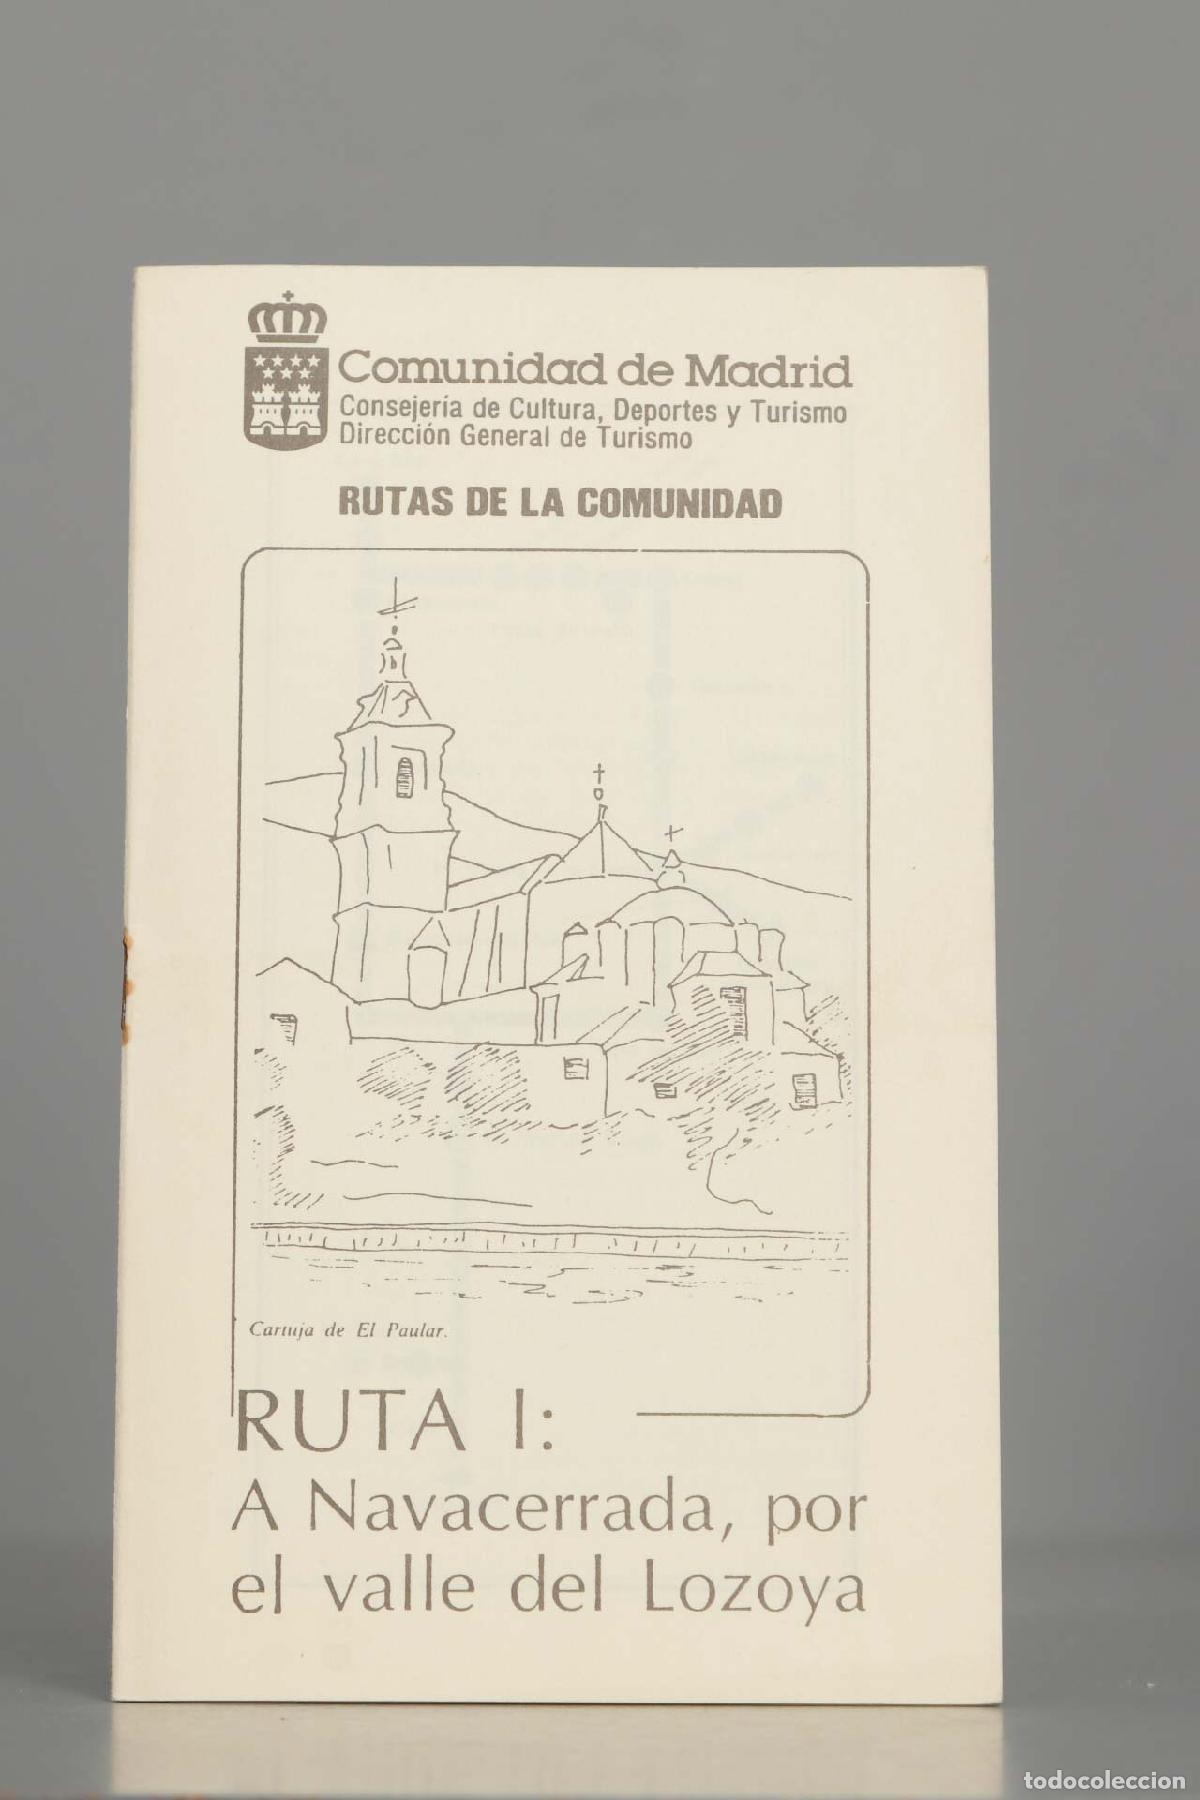 Comunidad de Madrid
Consejería de Cultura, Deportes y Turismo
Dirección General de Turismo
RUTAS DE LA COMUNIDAD
Cartuja de El Paular.
RUTA I:
A Navacerrada, por
el valle del Lozoya
todocoleccion